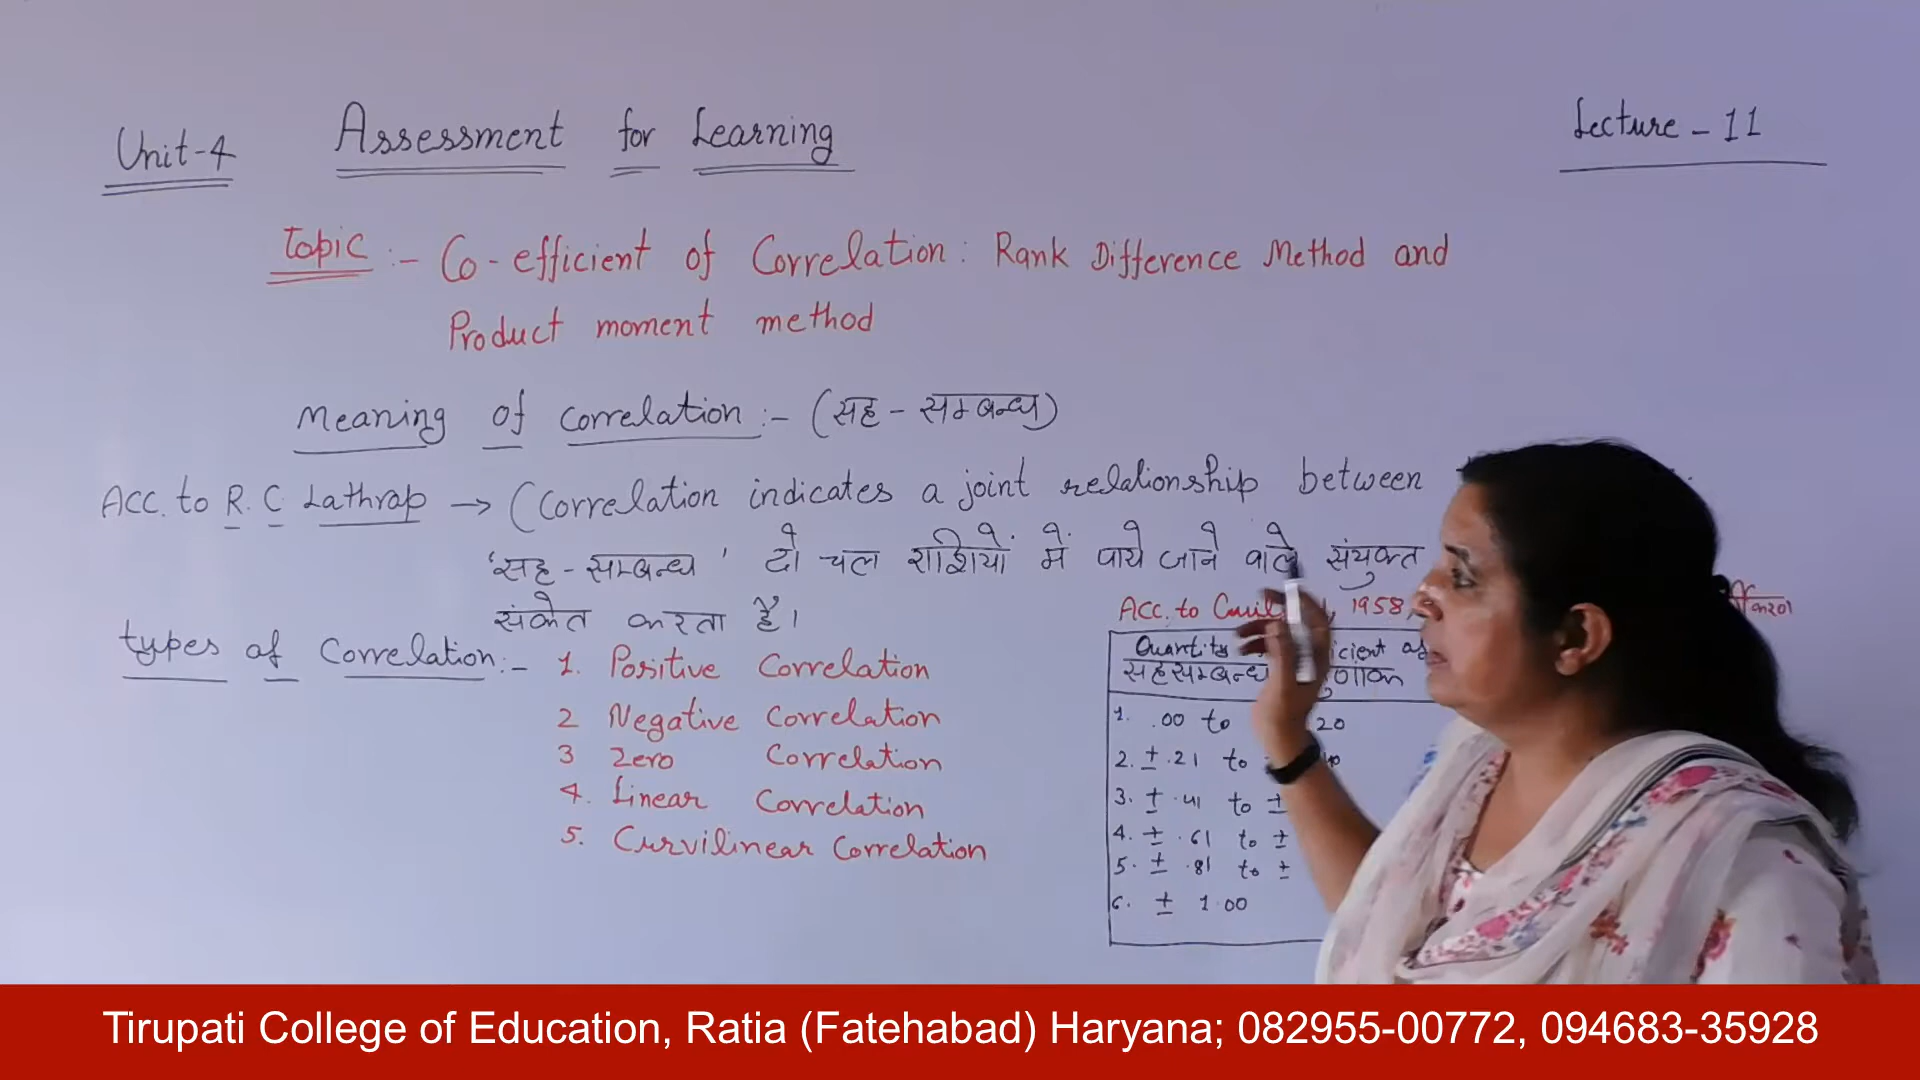 Unit-4
Assessment for Learning
Lecture - 11
Topic :- Co-efficient of Correlation: Rank Difference Method and
Product moment method
Meaning of correlation :- (सह - सम्बन्ध)
Acc. to R. C Lathrap → (Correlation indicates a joint relationship between
'सह - सम्बन्ध' दो चल राशियों में पाये जाने वाले संयुक्त
संकेत करता है।
types of Correlation :-
1. Positive Correlation
2 Negative Correlation
3 Zero Correlation
4. Linear Correlation
5. Curvilinear Correlation
Acc. to 1958,
Quantity of
सहसम्बन्ध
1. .00 to 20
2. ± .21 to
3. ± .41 to ±
4. ± .61 to ±
5. ± .81 to ±
6. ± 1.00
Tirupati College of Education, Ratia (Fatehabad) Haryana; 082955-00772, 094683-35928